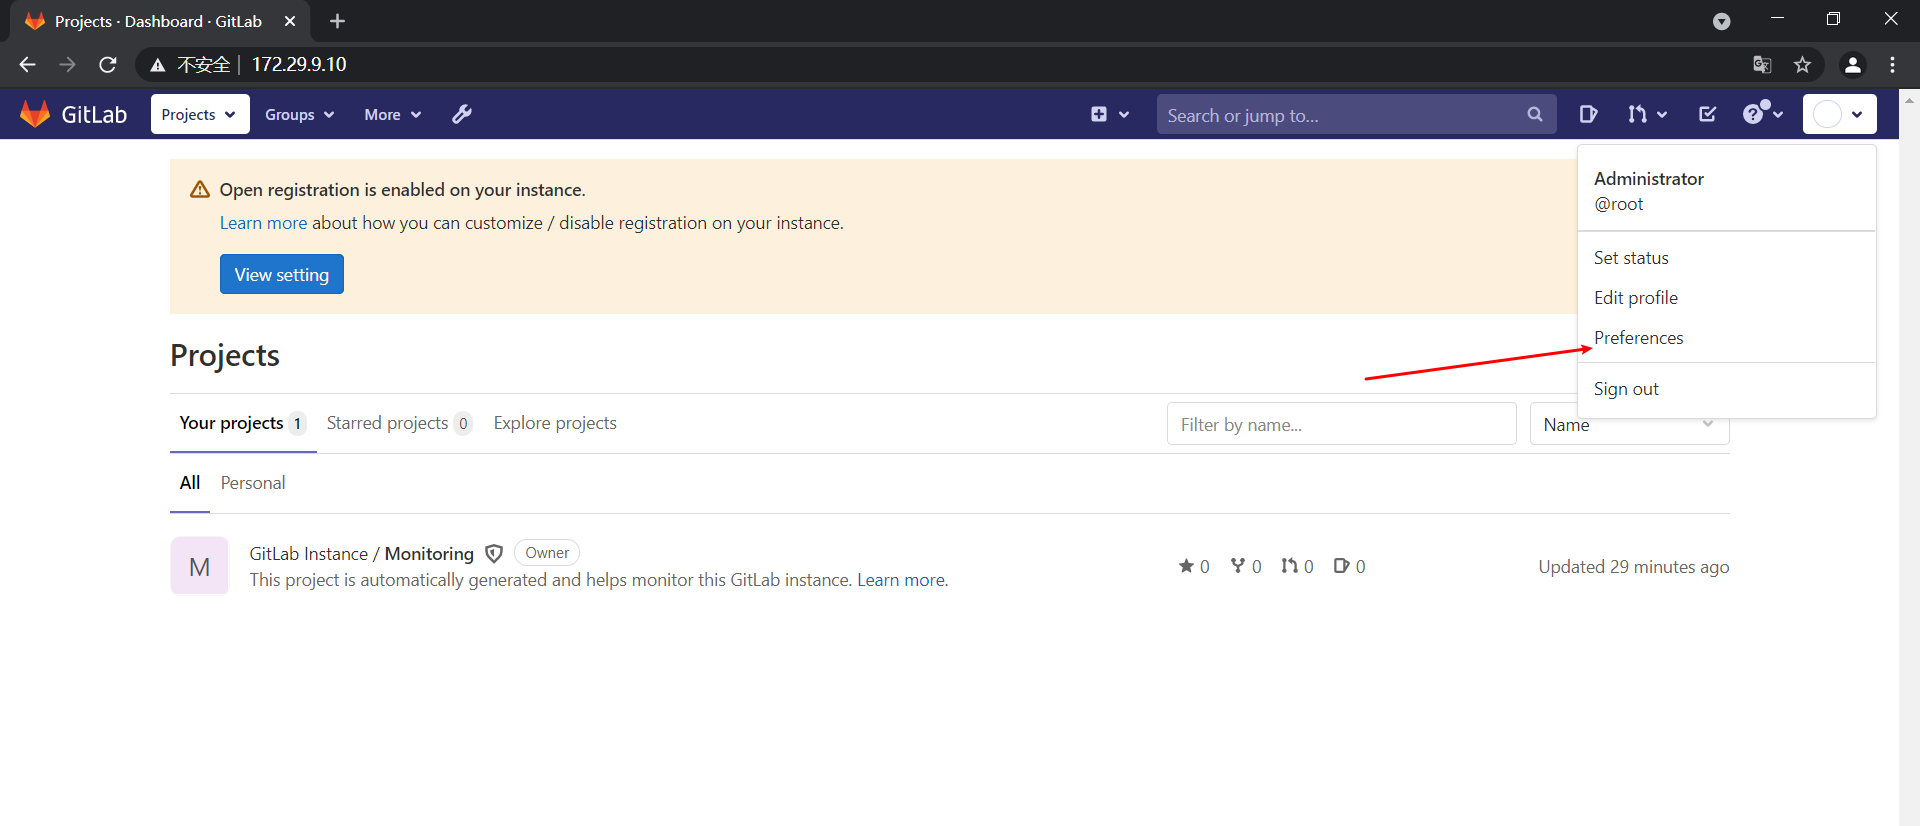 Projects · Dashboard · GitLab
不安全 172.29.9.10
GitLab Projects Groups More Search or jump to...
Open registration is enabled on your instance.
Learn more about how you can customize / disable registration on your instance.
View setting
Administrator
@root
Set status
Edit profile
Preferences
Sign out
Projects
Your projects 1 Starred projects 0 Explore projects Filter by name... Name
All Personal
M
GitLab Instance / Monitoring Owner
This project is automatically generated and helps monitor this GitLab instance. Learn more.
0 0 0 0 Updated 29 minutes ago